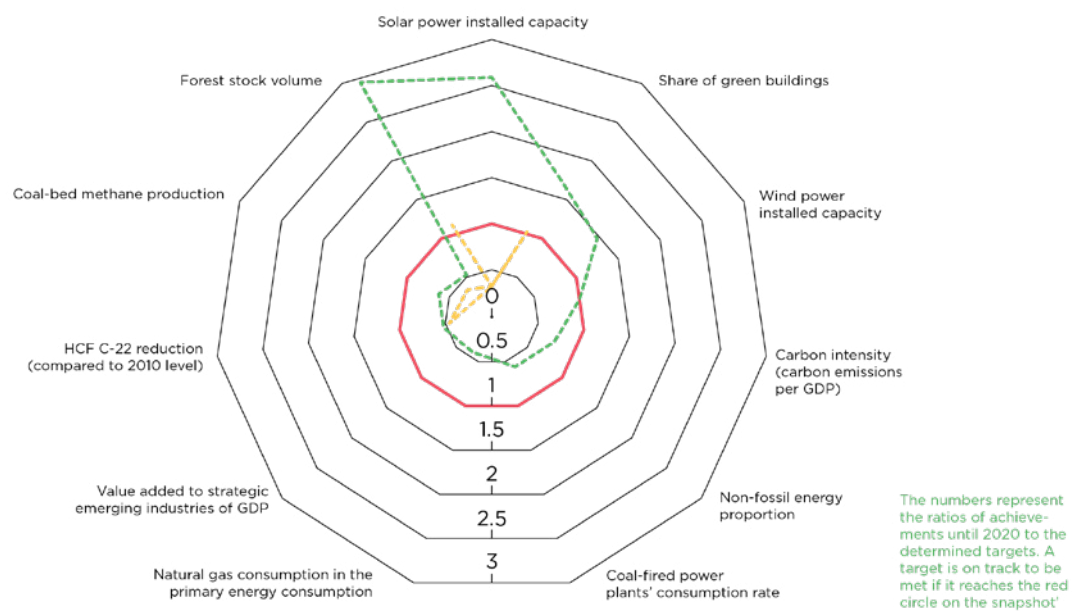 Solar power installed capacity
Forest stock volume
Share of green buildings
Coal-bed methane production
Wind power
installed capacity
0
0.5
HCF C-22 reduction
(compared to 2010 level)
Carbon intensity
(carbon emissions
per GDP)
1
1.5
2
Value added to strategic
emerging industries of GDP
Non-fossil energy
proportion
2.5
3
Natural gas consumption in the
primary energy consumption
Coal-fired power
plants' consumption rate
The numbers represent
the ratios of achieve-
ments until 2020 to the
determined targets. A
target is on track to be
met if it reaches the red
circle on the snapshot'